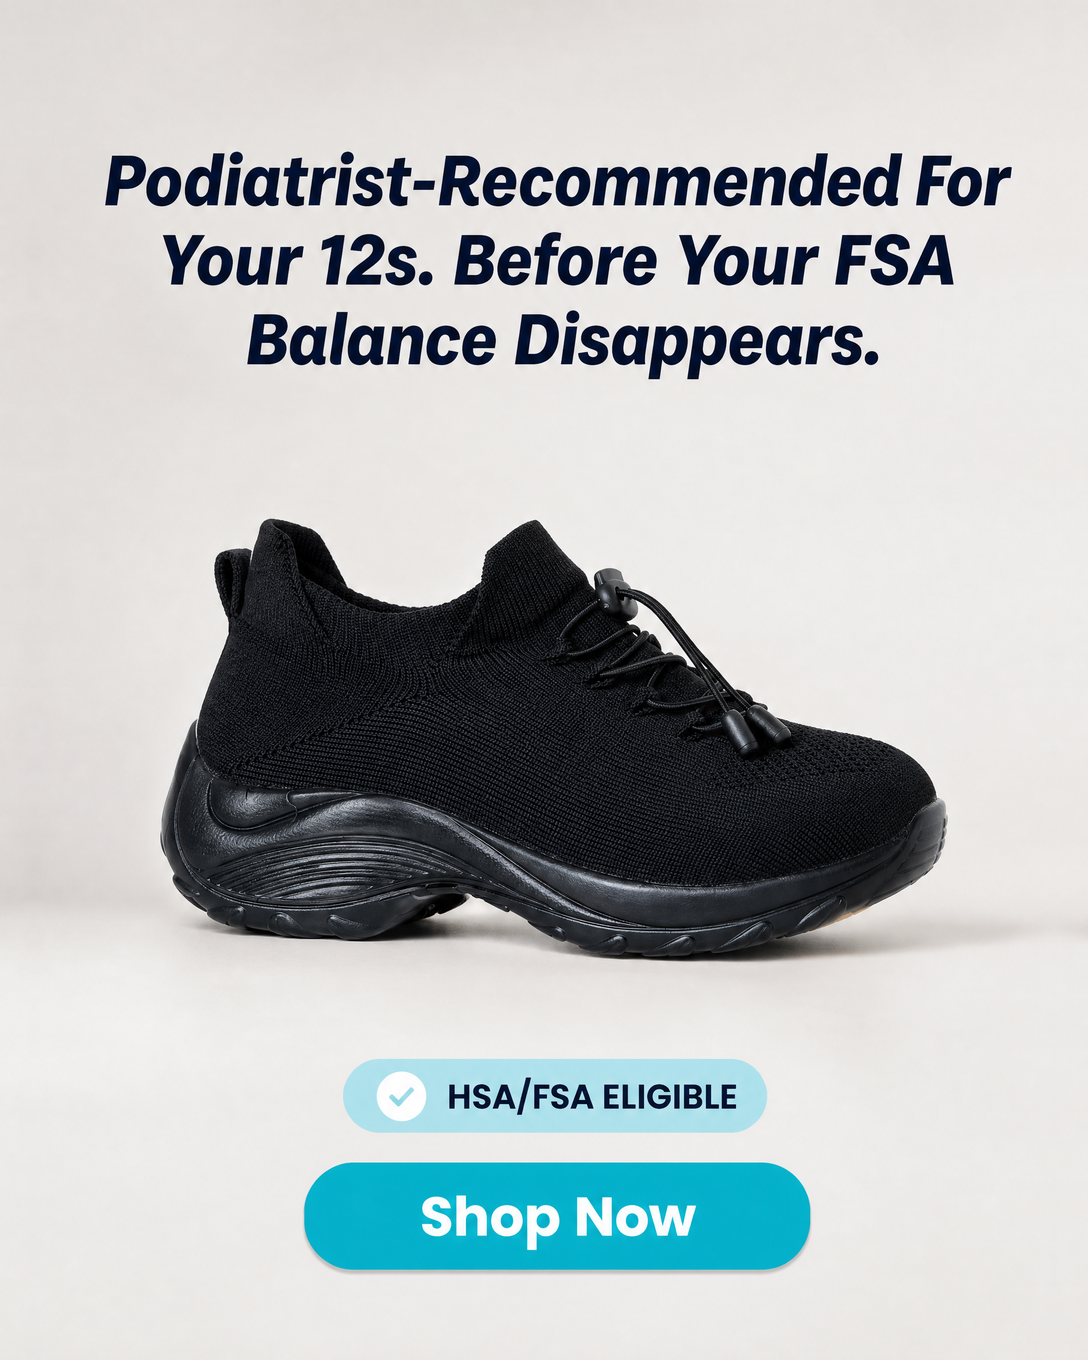 Podiatrist-Recommended For
Your 12s. Before Your FSA
Balance Disappears.
HSA/FSA ELIGIBLE
Shop Now